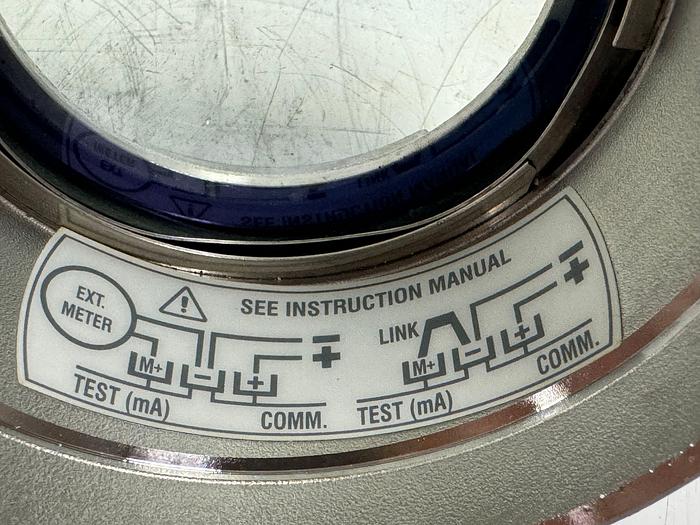 EXT.
METER
SEE INSTRUCTION MANUAL
M+
−
+
−
+
TEST (mA)
COMM.
LINK
M+
−
+
−
+
TEST (mA)
COMM.